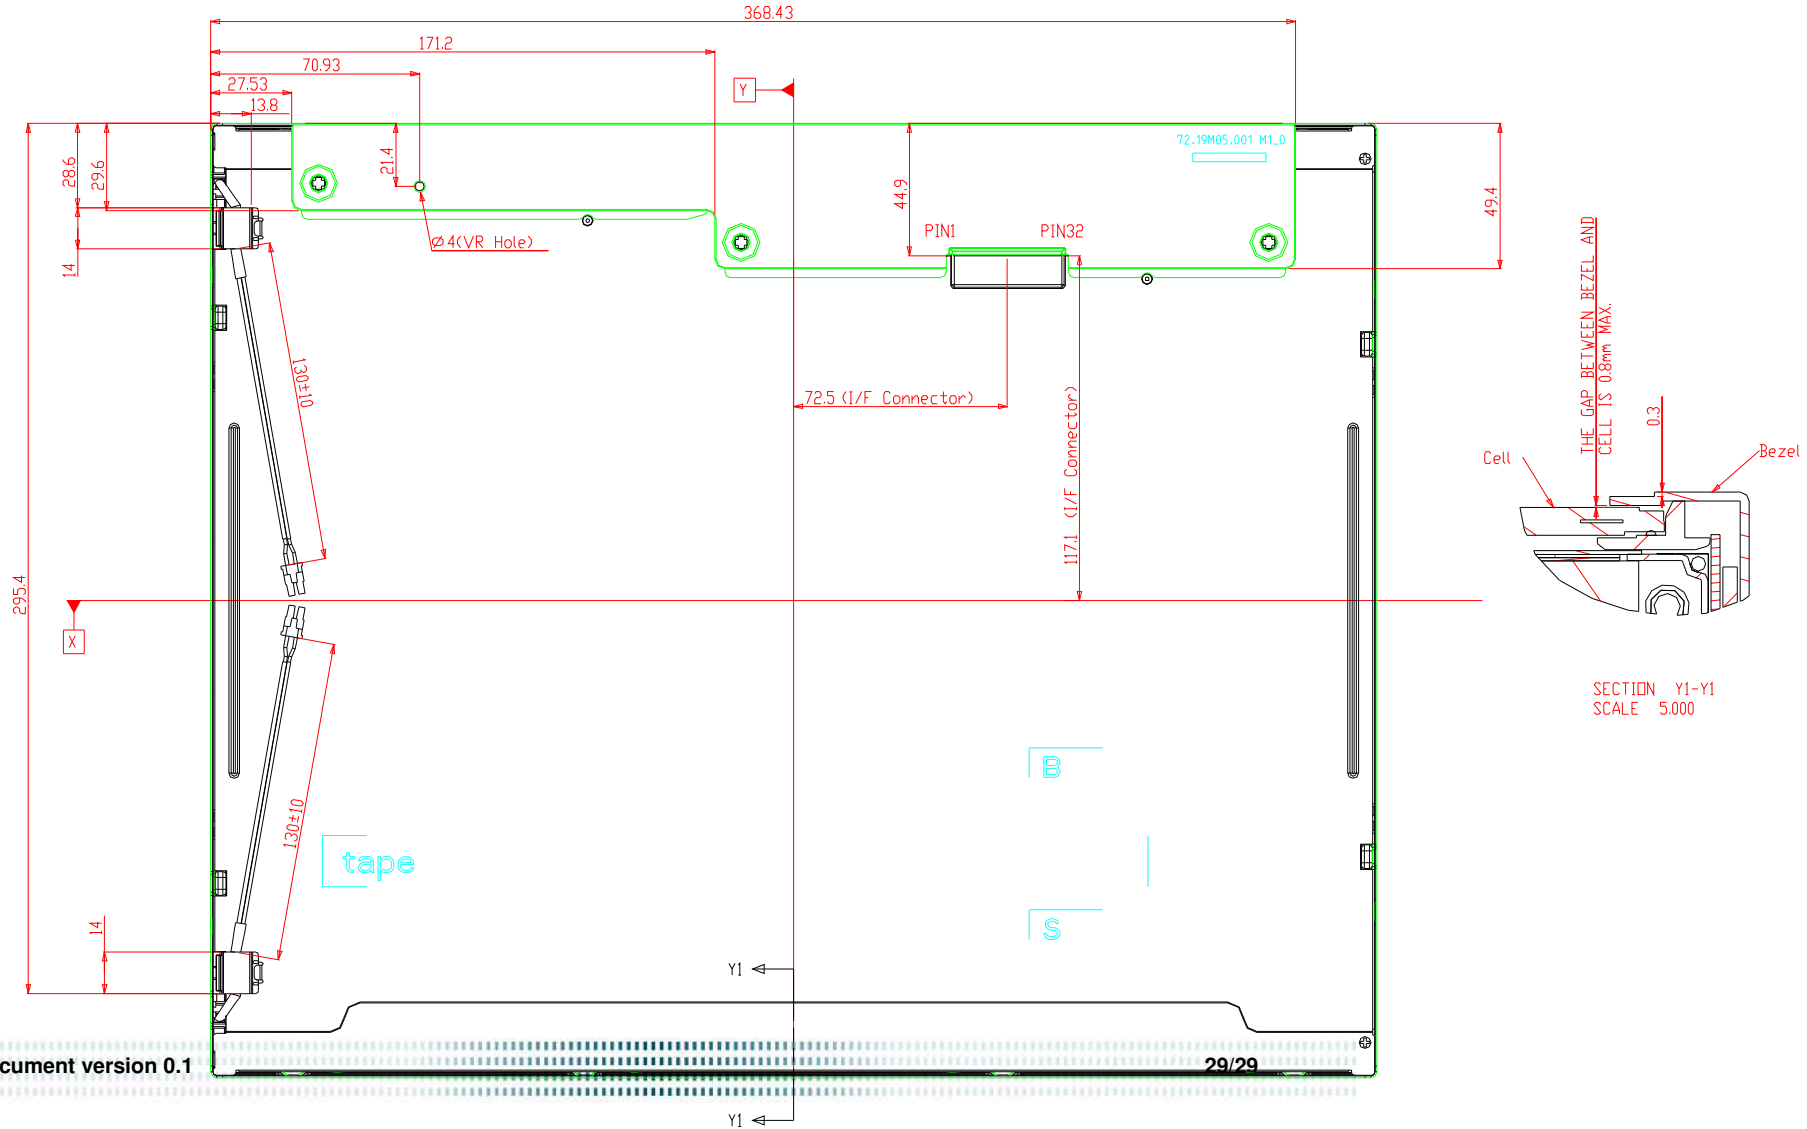 368.43
171.2
70.93
27.53
13.8
Y
72.19M05.001 M1_0
28.6
29.6
21.4
44.9
49.4
14
Ø4(VR Hole)
PIN1
PIN32
THE GAP BETWEEN BEZEL AND
CELL IS 0.8mm MAX.
130±10
72.5 (I/F Connector)
117.1 (I/F Connector)
0.3
Cell
Bezel
295.4
X
SECTION Y1-Y1
SCALE 5.000
B
130±10
tape
14
S
Y1
cument version 0.1
29/29
Y1